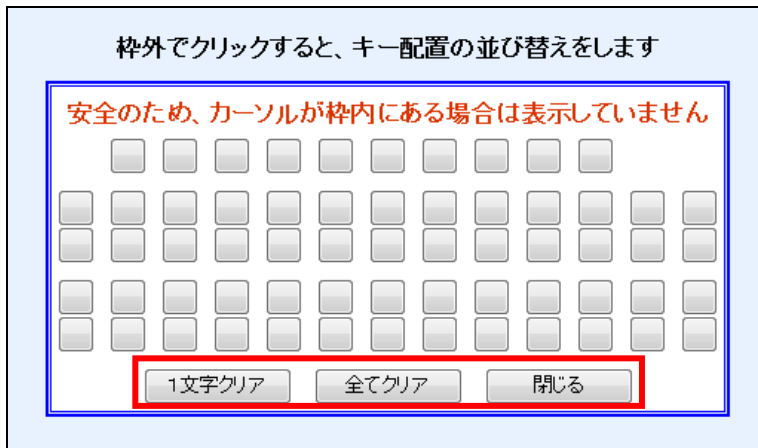 枠外でクリックすると、キー配置の並び替えをします
安全のため、カーソルが枠内にある場合は表示していません
1文字クリア 全てクリア 閉じる